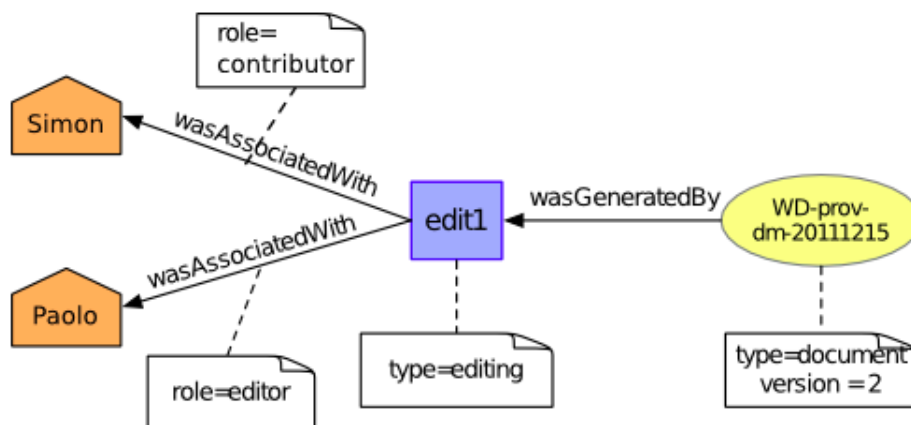 role=
contributor
Simon
wasAssociatedWith
edit1
wasGeneratedBy
WD-prov-
dm-20111215
wasAssociatedWith
Paolo
role=editor
type=editing
type=document
version = 2